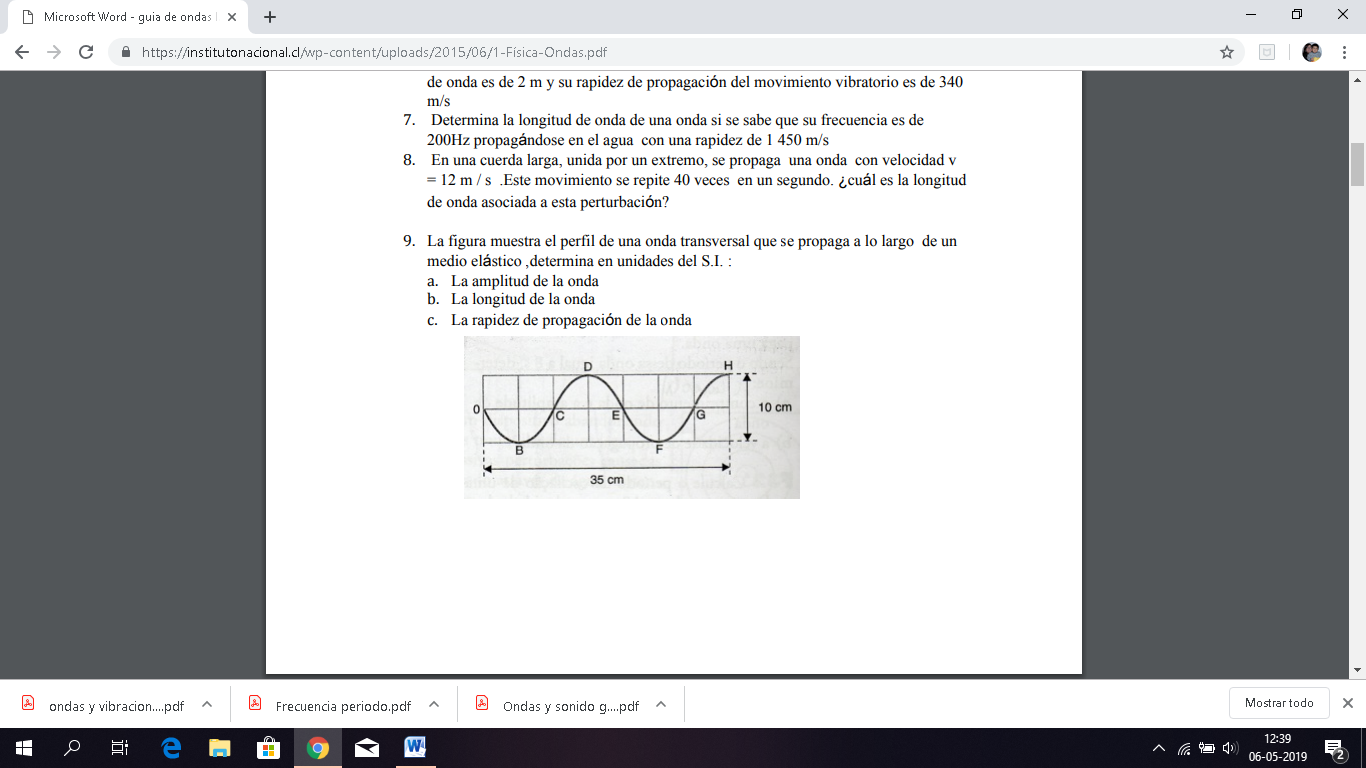 Microsoft Word - guia de ondas
https://institutonacional.cl/wp-content/uploads/2015/06/1-Física-Ondas.pdf
de onda es de 2 m y su rapidez de propagación del movimiento vibratorio es de 340
m/s
7. Determina la longitud de onda de una onda si se sabe que su frecuencia es de
200Hz propagándose en el agua con una rapidez de 1 450 m/s
8. En una cuerda larga, unida por un extremo, se propaga una onda con velocidad v
= 12 m / s .Este movimiento se repite 40 veces en un segundo. ¿cuál es la longitud
de onda asociada a esta perturbación?
9. La figura muestra el perfil de una onda transversal que se propaga a lo largo de un
medio elástico ,determina en unidades del S.I. :
a. La amplitud de la onda
b. La longitud de la onda
c. La rapidez de propagación de la onda
D H
0 C E G 10 cm
B F
35 cm
ondas y vibracion....pdf
Frecuencia periodo.pdf
Ondas y sonido g....pdf
Mostrar todo
12:39
06-05-2019
2